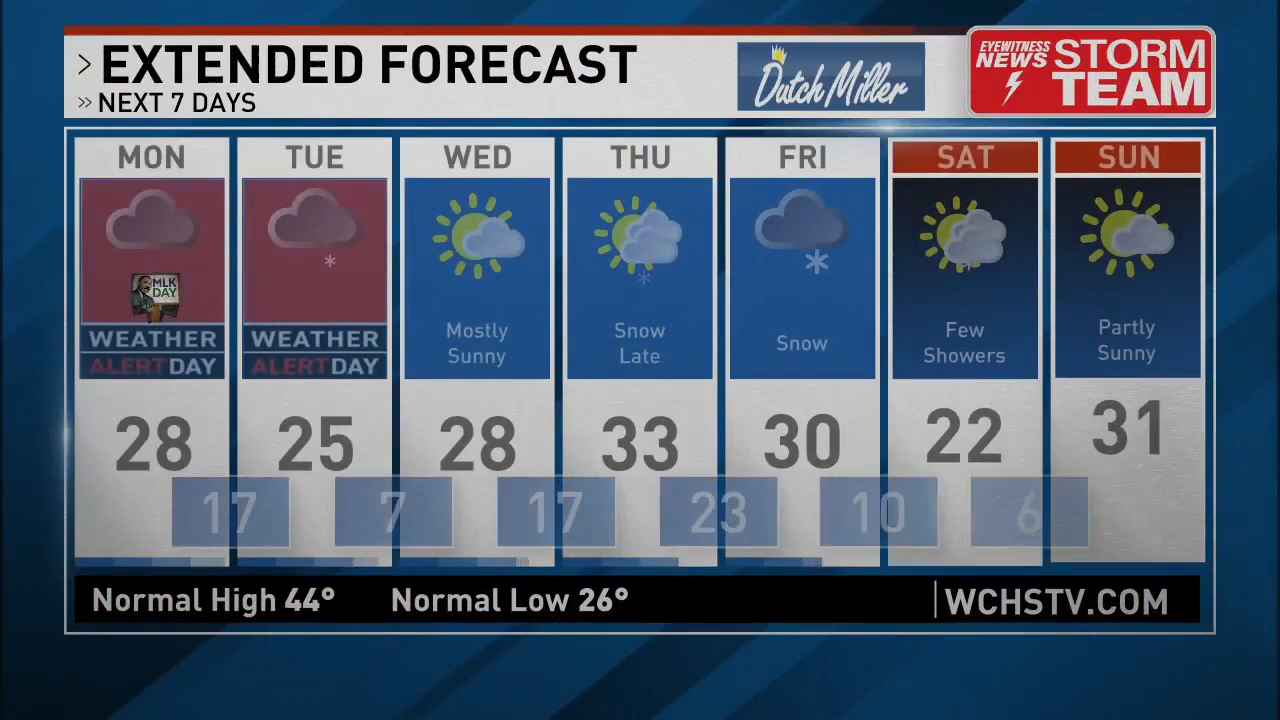 > EXTENDED FORECAST
» NEXT 7 DAYS
Dutch Miller
EYEWITNESS
NEWS
STORM
TEAM
MON TUE WED THU FRI SAT SUN
MLK
DAY
WEATHER
ALERT DAY
WEATHER
ALERT DAY
Mostly
Sunny
Snow
Late
Snow
Few
Showers
Partly
Sunny
28 25 28 33 30 22 31
17 7 17 23 10 6
Normal High 44° Normal Low 26°
WCHSTV.COM